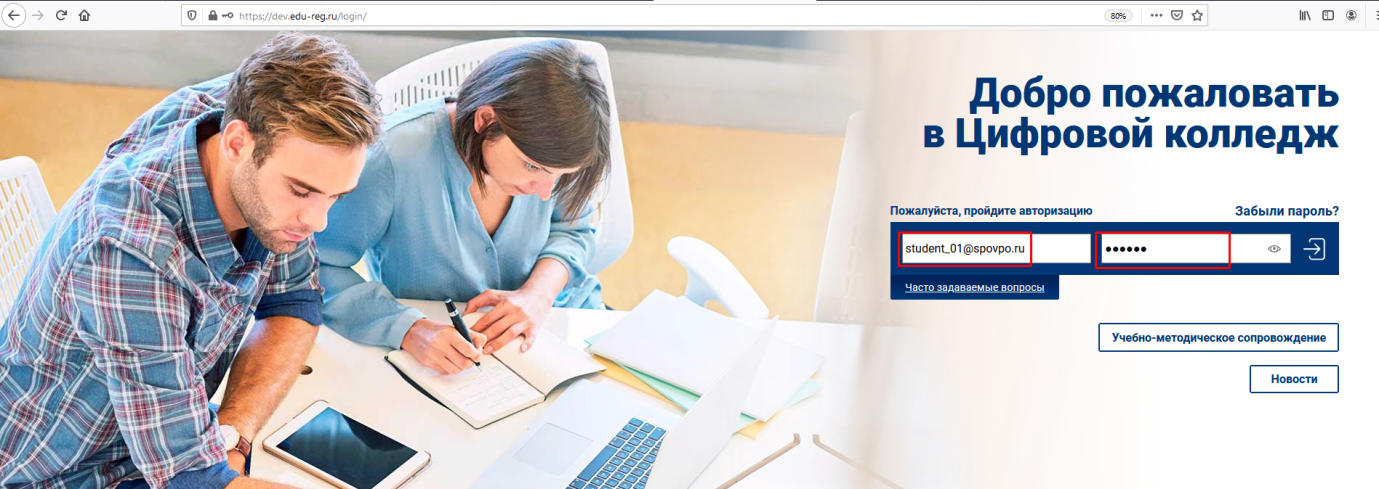 https://dev.edu-reg.ru/login/
80%
Добро пожаловать
в Цифровой колледж
Пожалуйста, пройдите авторизацию
Забыли пароль?
student_01@spovpo.ru
••••••
Часто задаваемые вопросы
Учебно-методическое сопровождение
Новости